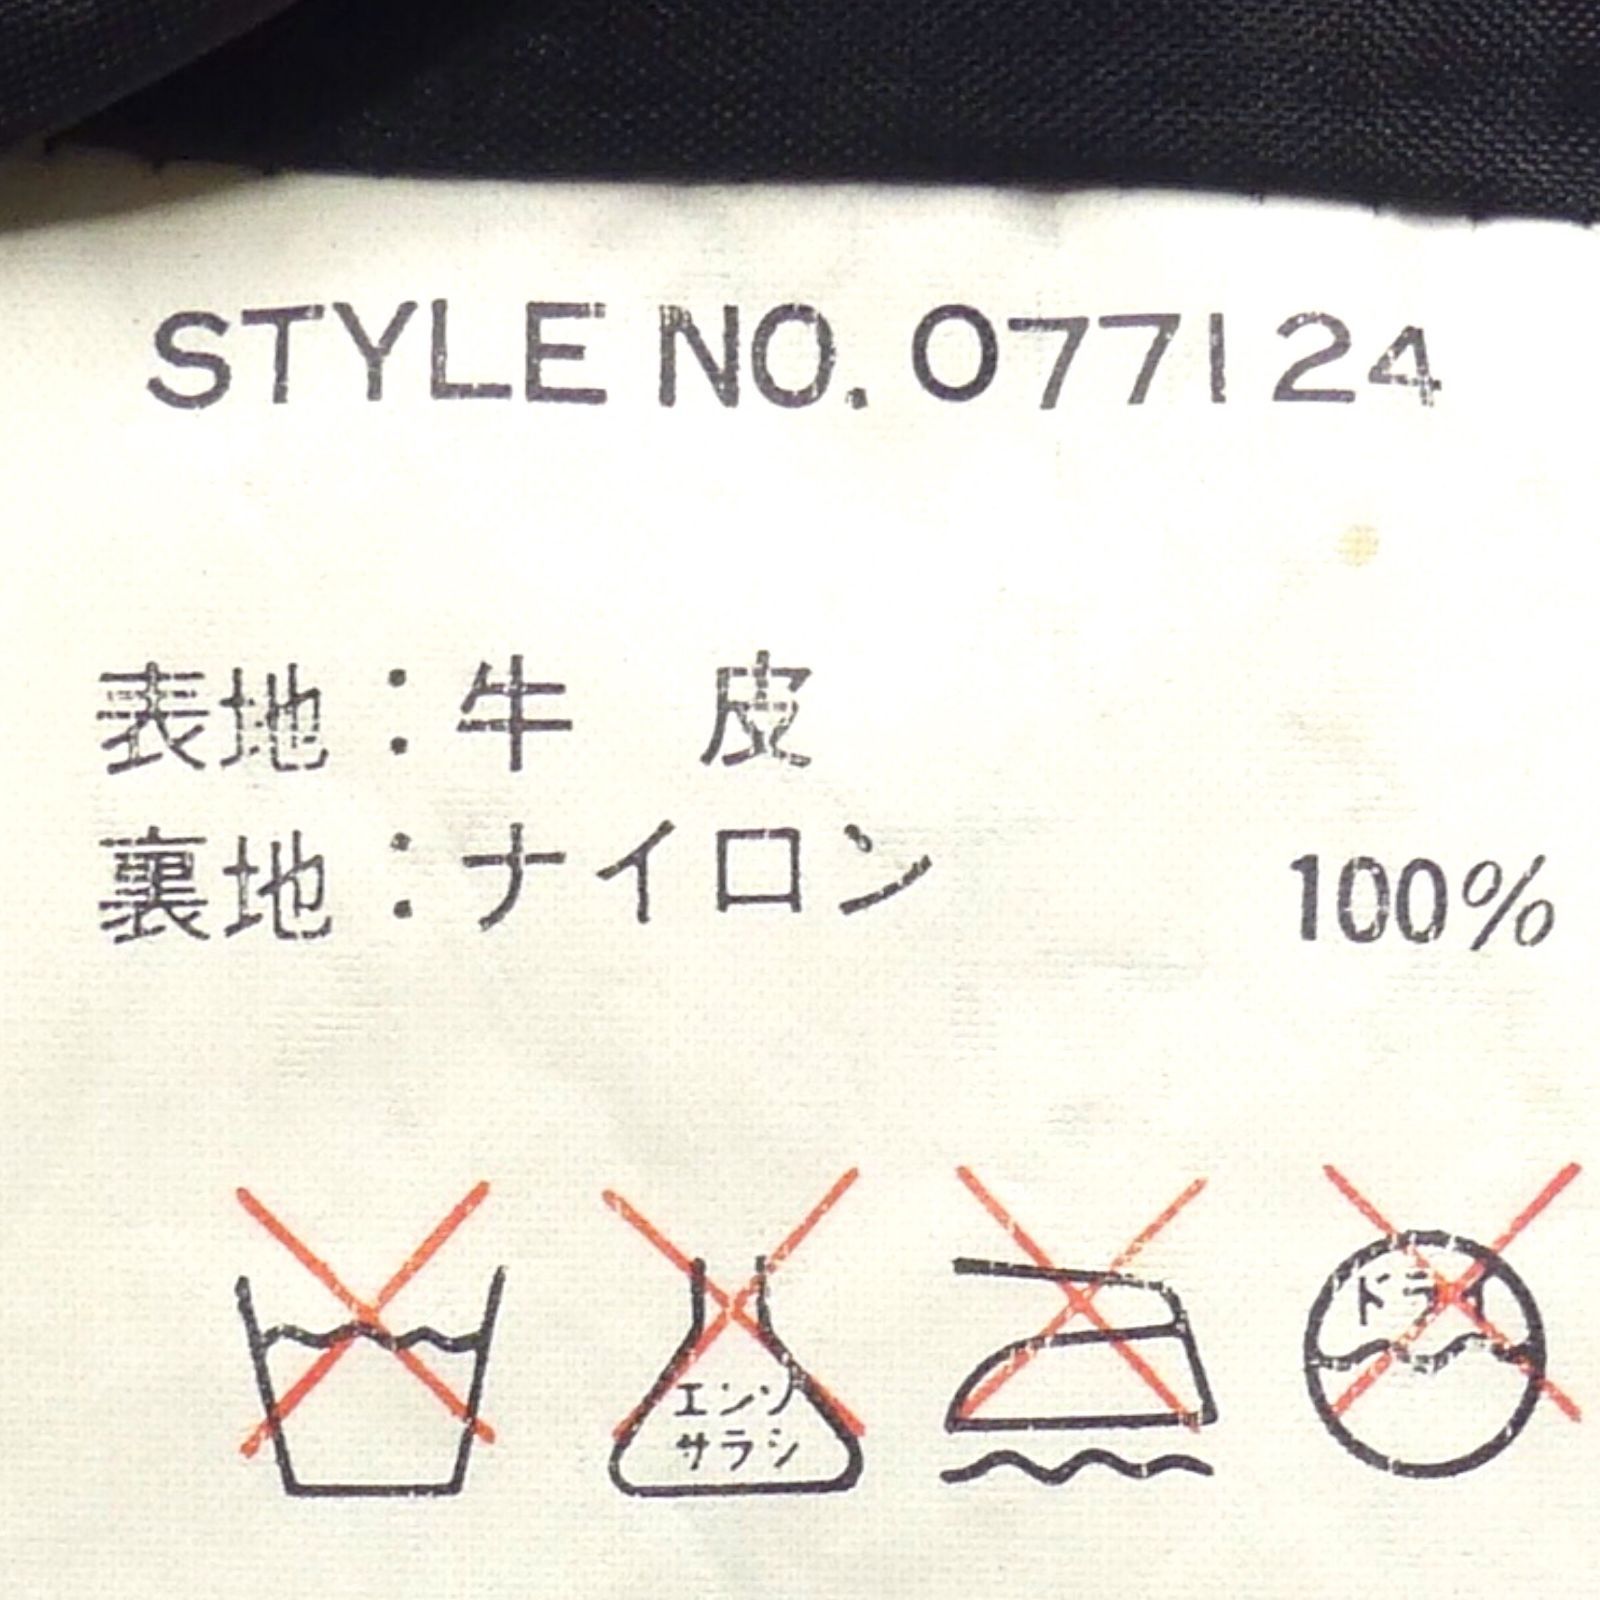 STYLE NO. 077124
表地：牛 皮
裏地：ナイロン 100%
エンソ
サラシ
ドライ